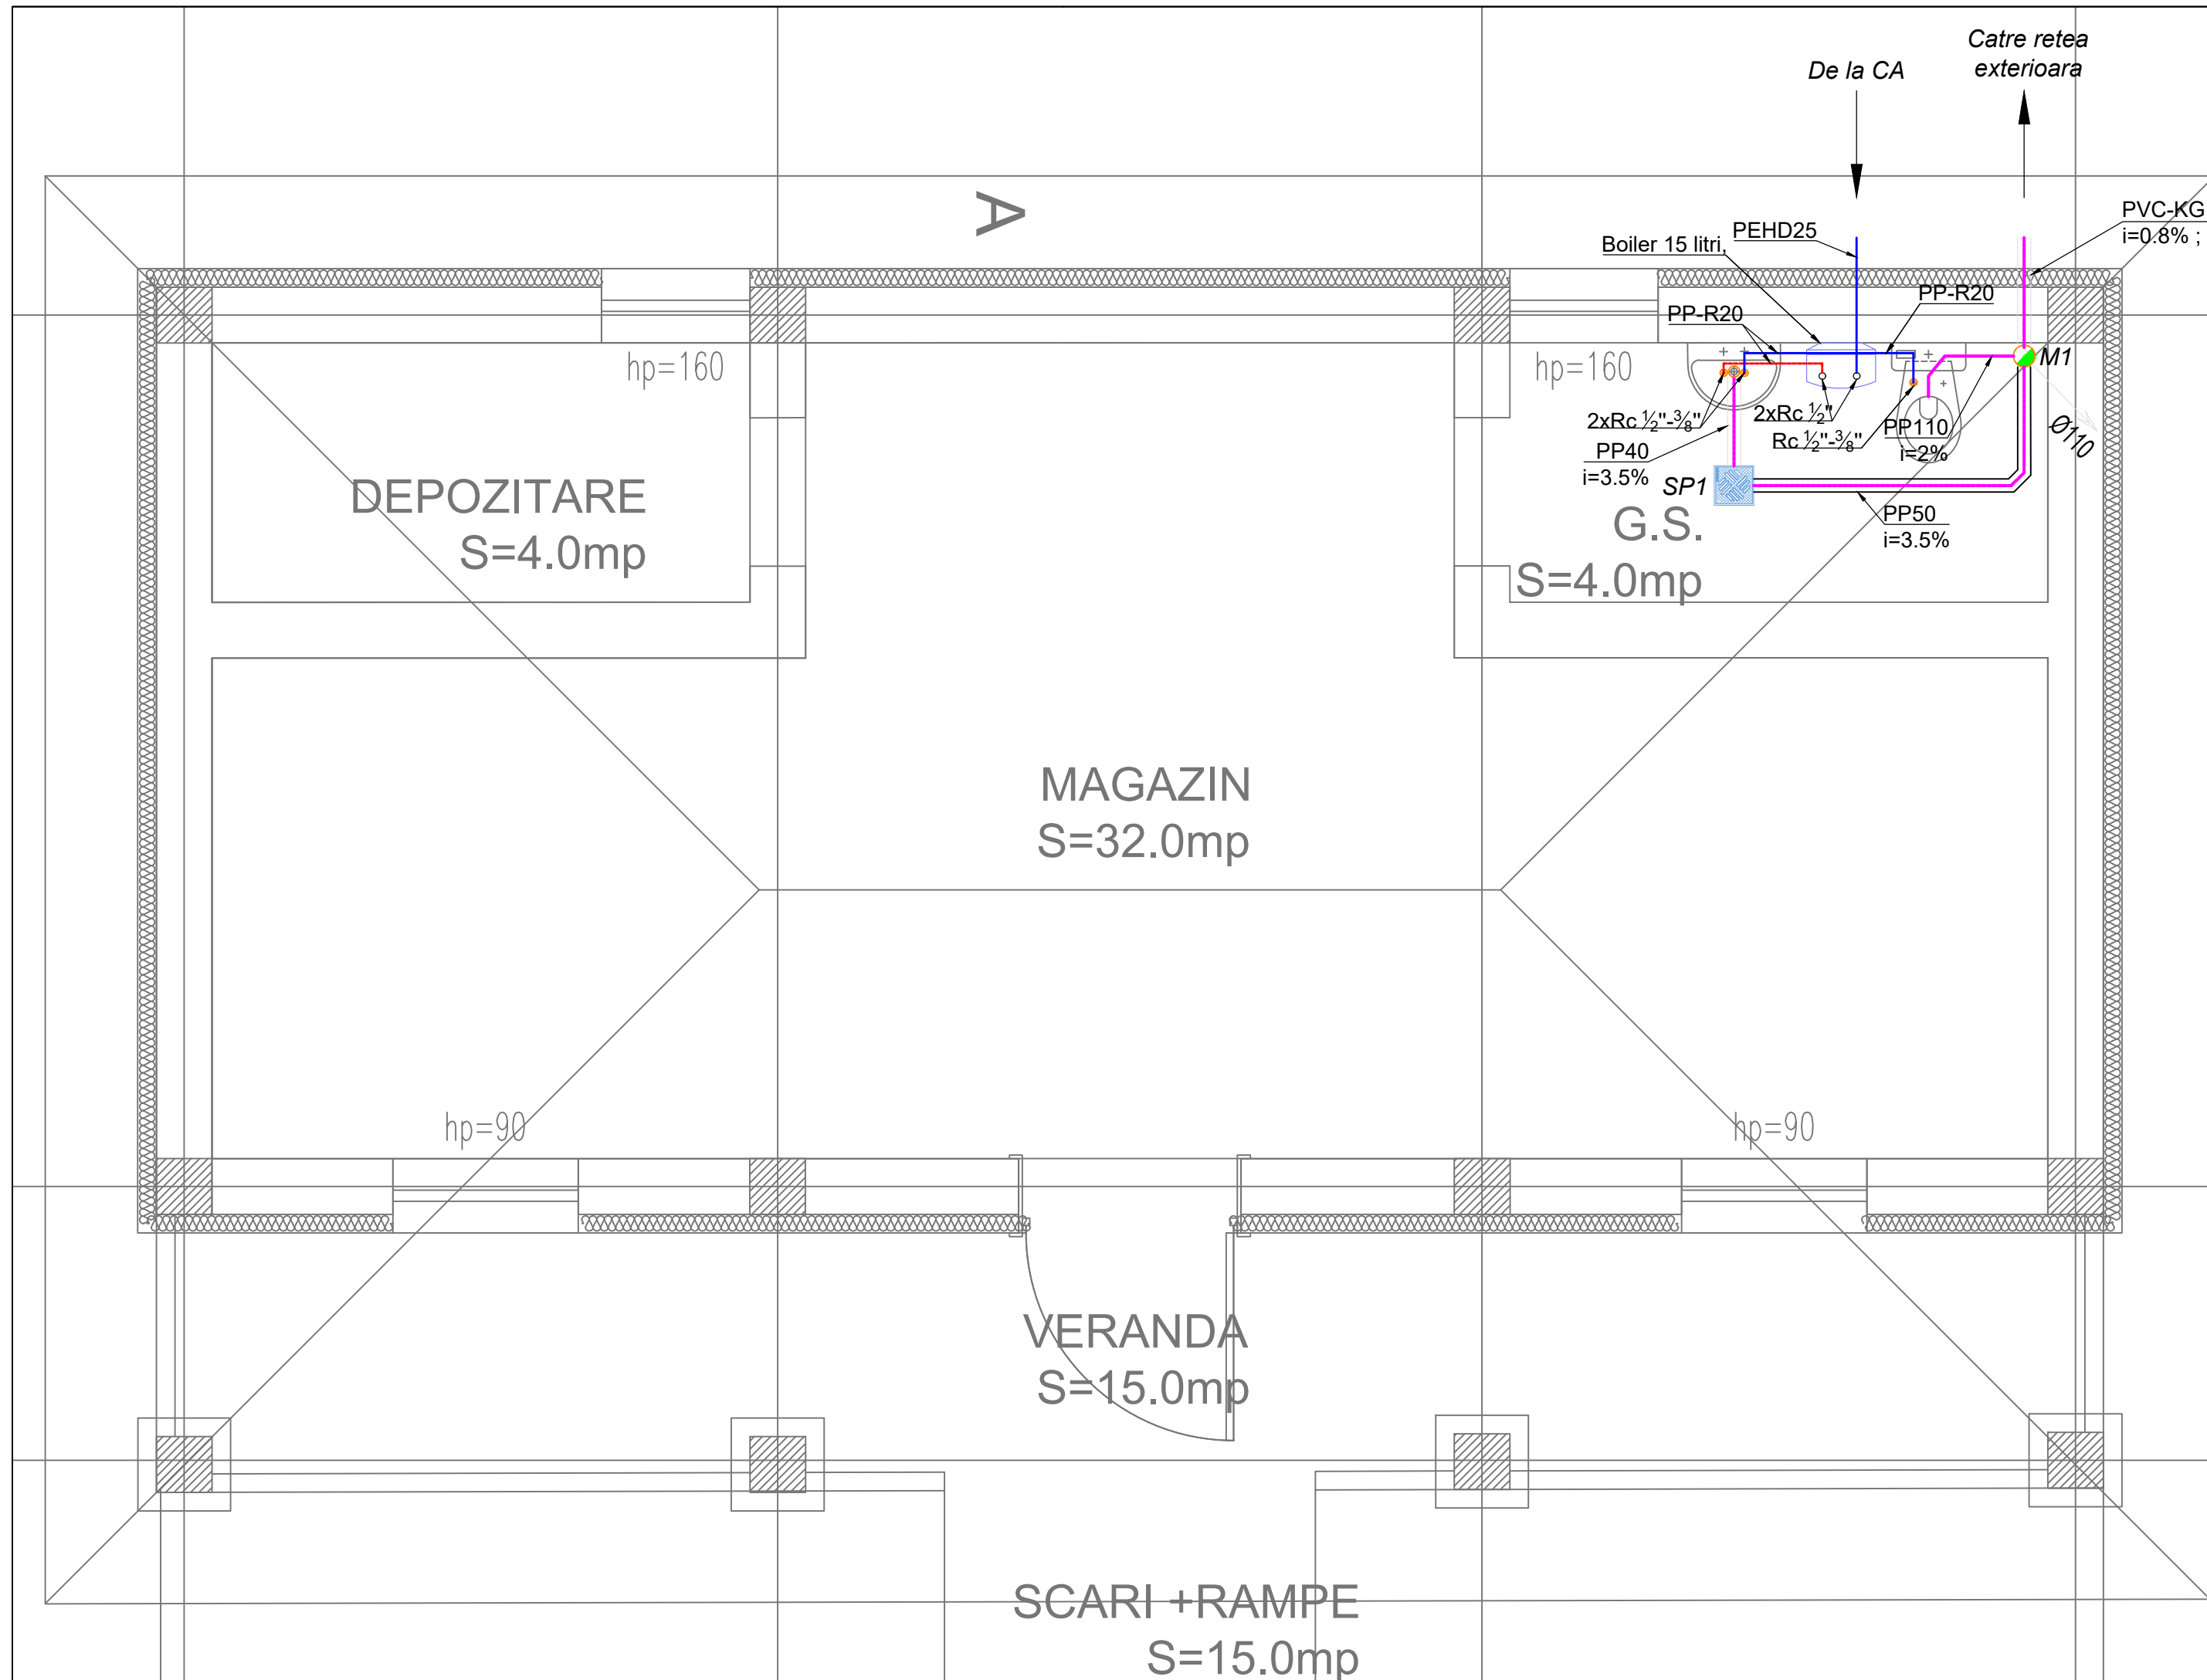 Catre retea
exterioara
De la CA
A
PVC-KG
i=0.8% ;
PEHD25
Boiler 15 litri,
PP-R20
PP-R20
M1
hp=160
hp=160
2xRc ½"-⅜"
2xRc ½"
Rc ½"-⅜"
PP110
i=2%
Ø110
PP40
i=3.5%
SP1
DEPOZITARE
S=4.0mp
G.S.
S=4.0mp
PP50
i=3.5%
MAGAZIN
S=32.0mp
hp=90
hp=90
VERANDA
S=15.0mp
SCARI +RAMPE
S=15.0mp